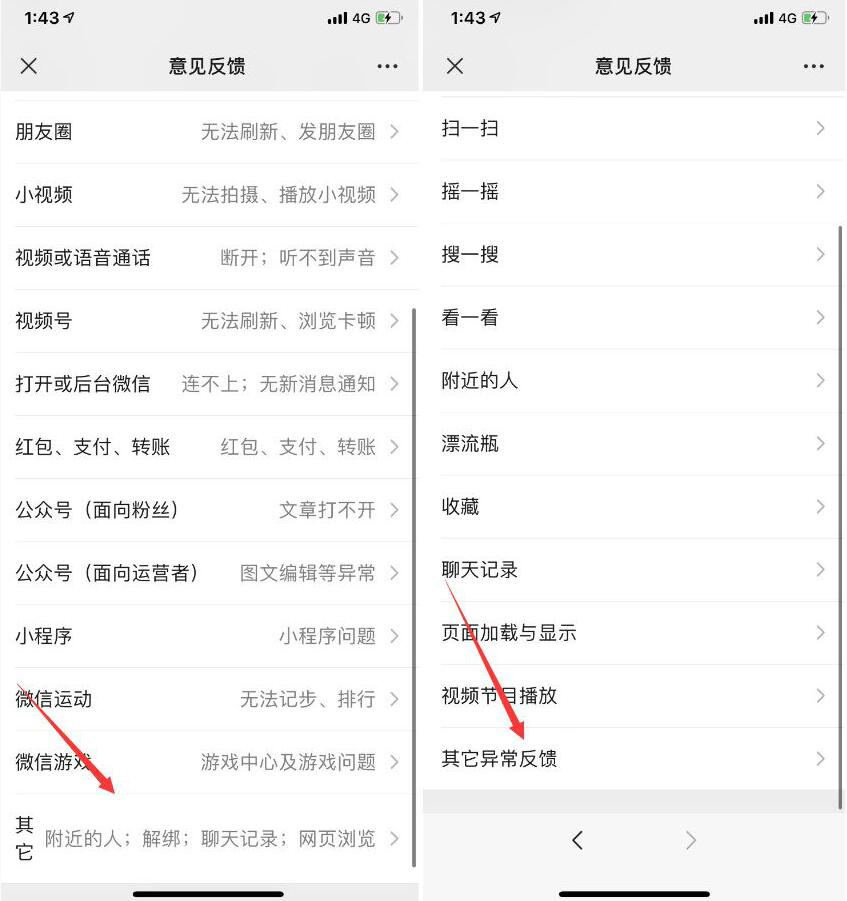 1:43
4G
意见反馈
朋友圈 无法刷新、发朋友圈
小视频 无法拍摄、播放小视频
视频或语音通话 断开；听不到声音
视频号 无法刷新、浏览卡顿
打开或后台微信 连不上；无新消息通知
红包、支付、转账 红包、支付、转账
公众号（面向粉丝） 文章打不开
公众号（面向运营者） 图文编辑等异常
小程序 小程序问题
微信运动 无法记步、排行
微信游戏 游戏中心及游戏问题
其它 附近的人；解绑；聊天记录；网页浏览
1:43
4G
意见反馈
扫一扫
摇一摇
搜一搜
看一看
附近的人
漂流瓶
收藏
聊天记录
页面加载与显示
视频节目播放
其它异常反馈